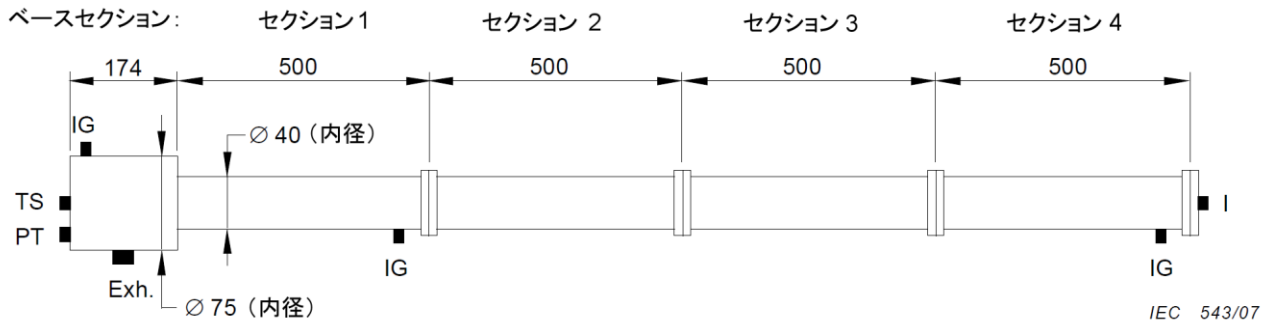 ベースセクション: セクション 1 セクション 2 セクション 3 セクション 4
174 500 500 500 500
IG
∅ 40 (内径)
TS
I
PT
IG
IG
Exh.
∅ 75 (内径)
IEC 543/07